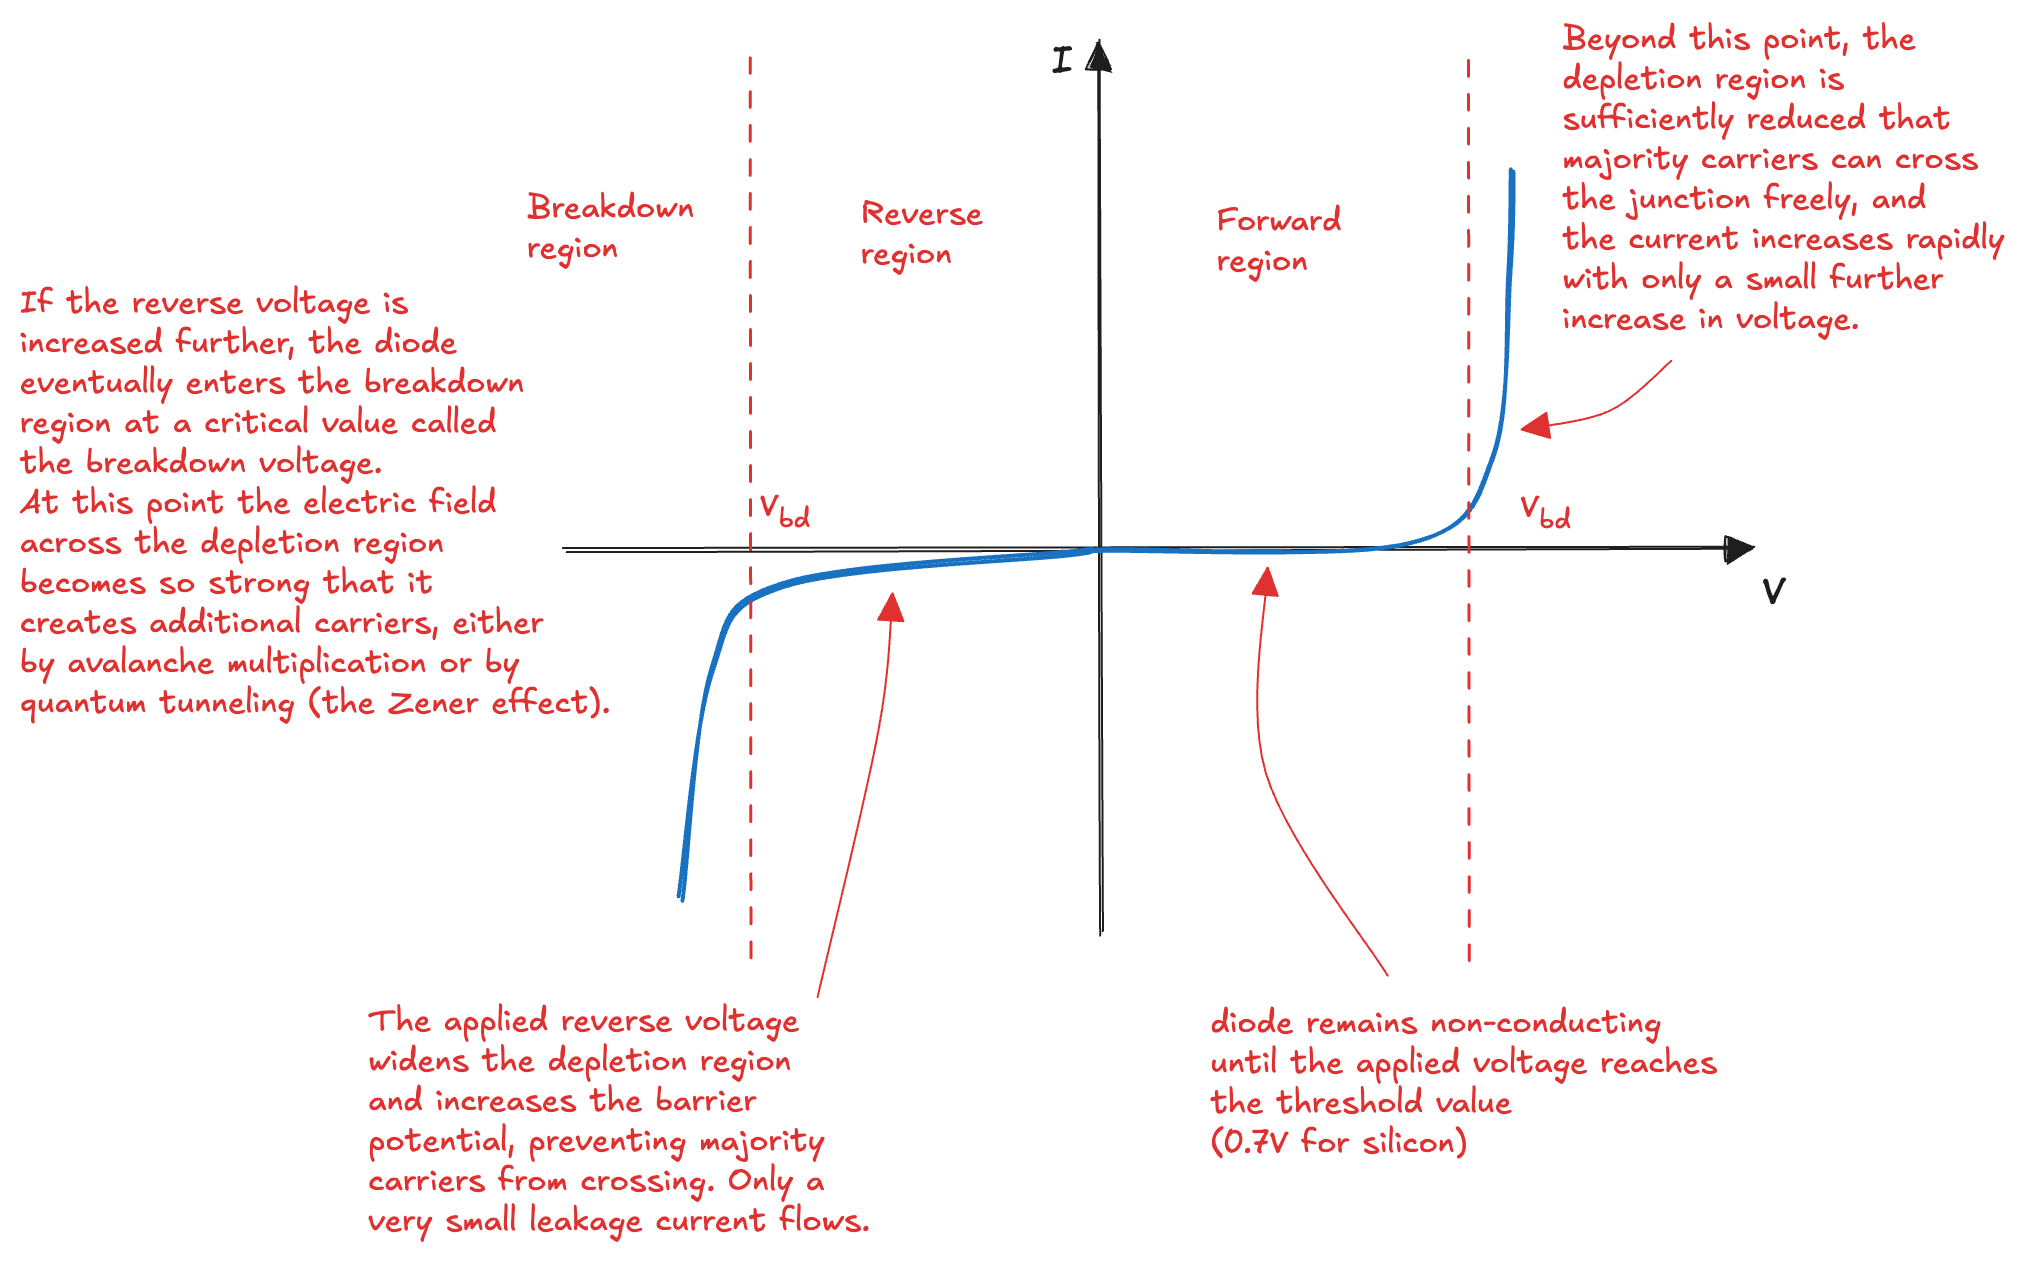 I
Beyond this point, the
depletion region is
sufficiently reduced that
majority carriers can cross
the junction freely, and
the current increases rapidly
with only a small further
increase in voltage.
Breakdown
region
Reverse
region
Forward
region
If the reverse voltage is
increased further, the diode
eventually enters the breakdown
region at a critical value called
the breakdown voltage.
At this point the electric field
across the depletion region
becomes so strong that it
creates additional carriers, either
by avalanche multiplication or by
quantum tunneling (the Zener effect).
Vbd
Vbd
V
The applied reverse voltage
widens the depletion region
and increases the barrier
potential, preventing majority
carriers from crossing. Only a
very small leakage current flows.
diode remains non-conducting
until the applied voltage reaches
the threshold value
(0.7V for silicon)